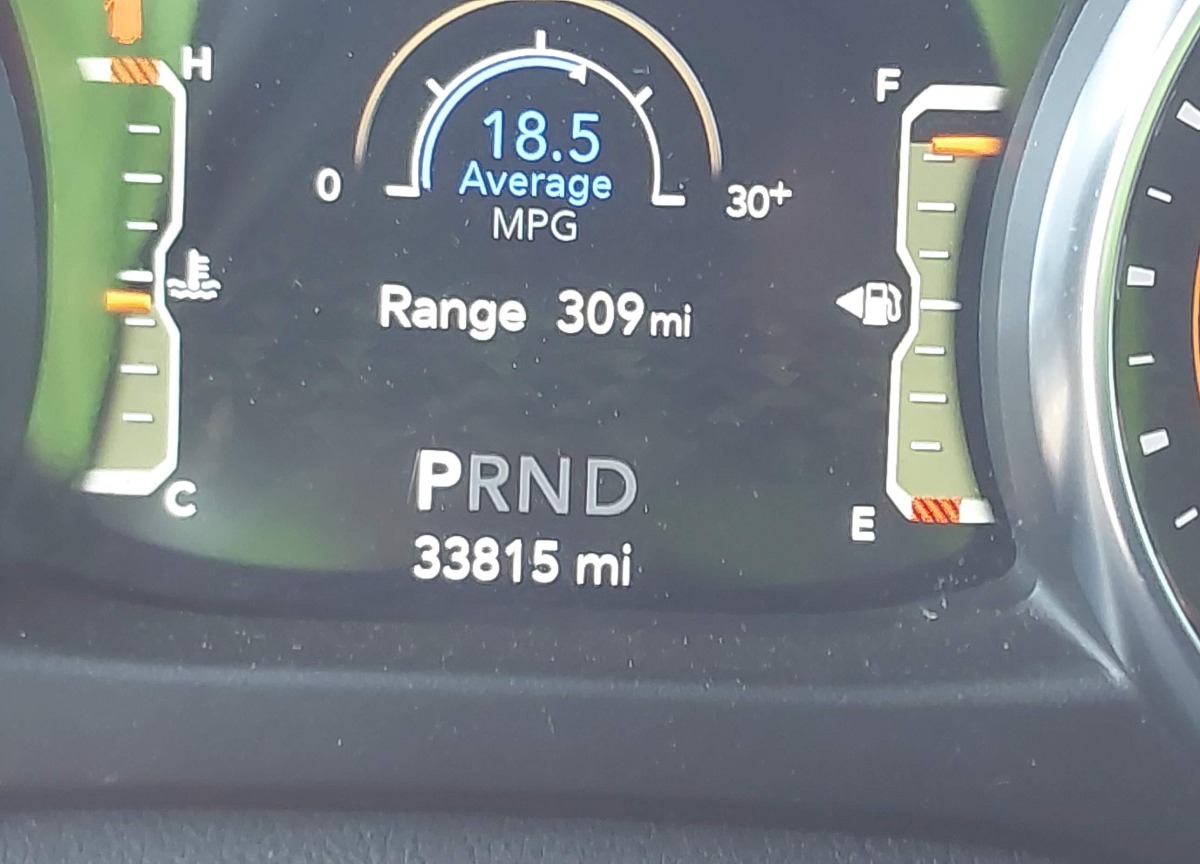 H
F
18.5
Average
MPG
0
30+
Range 309mi
PRND
C
E
33815 mi